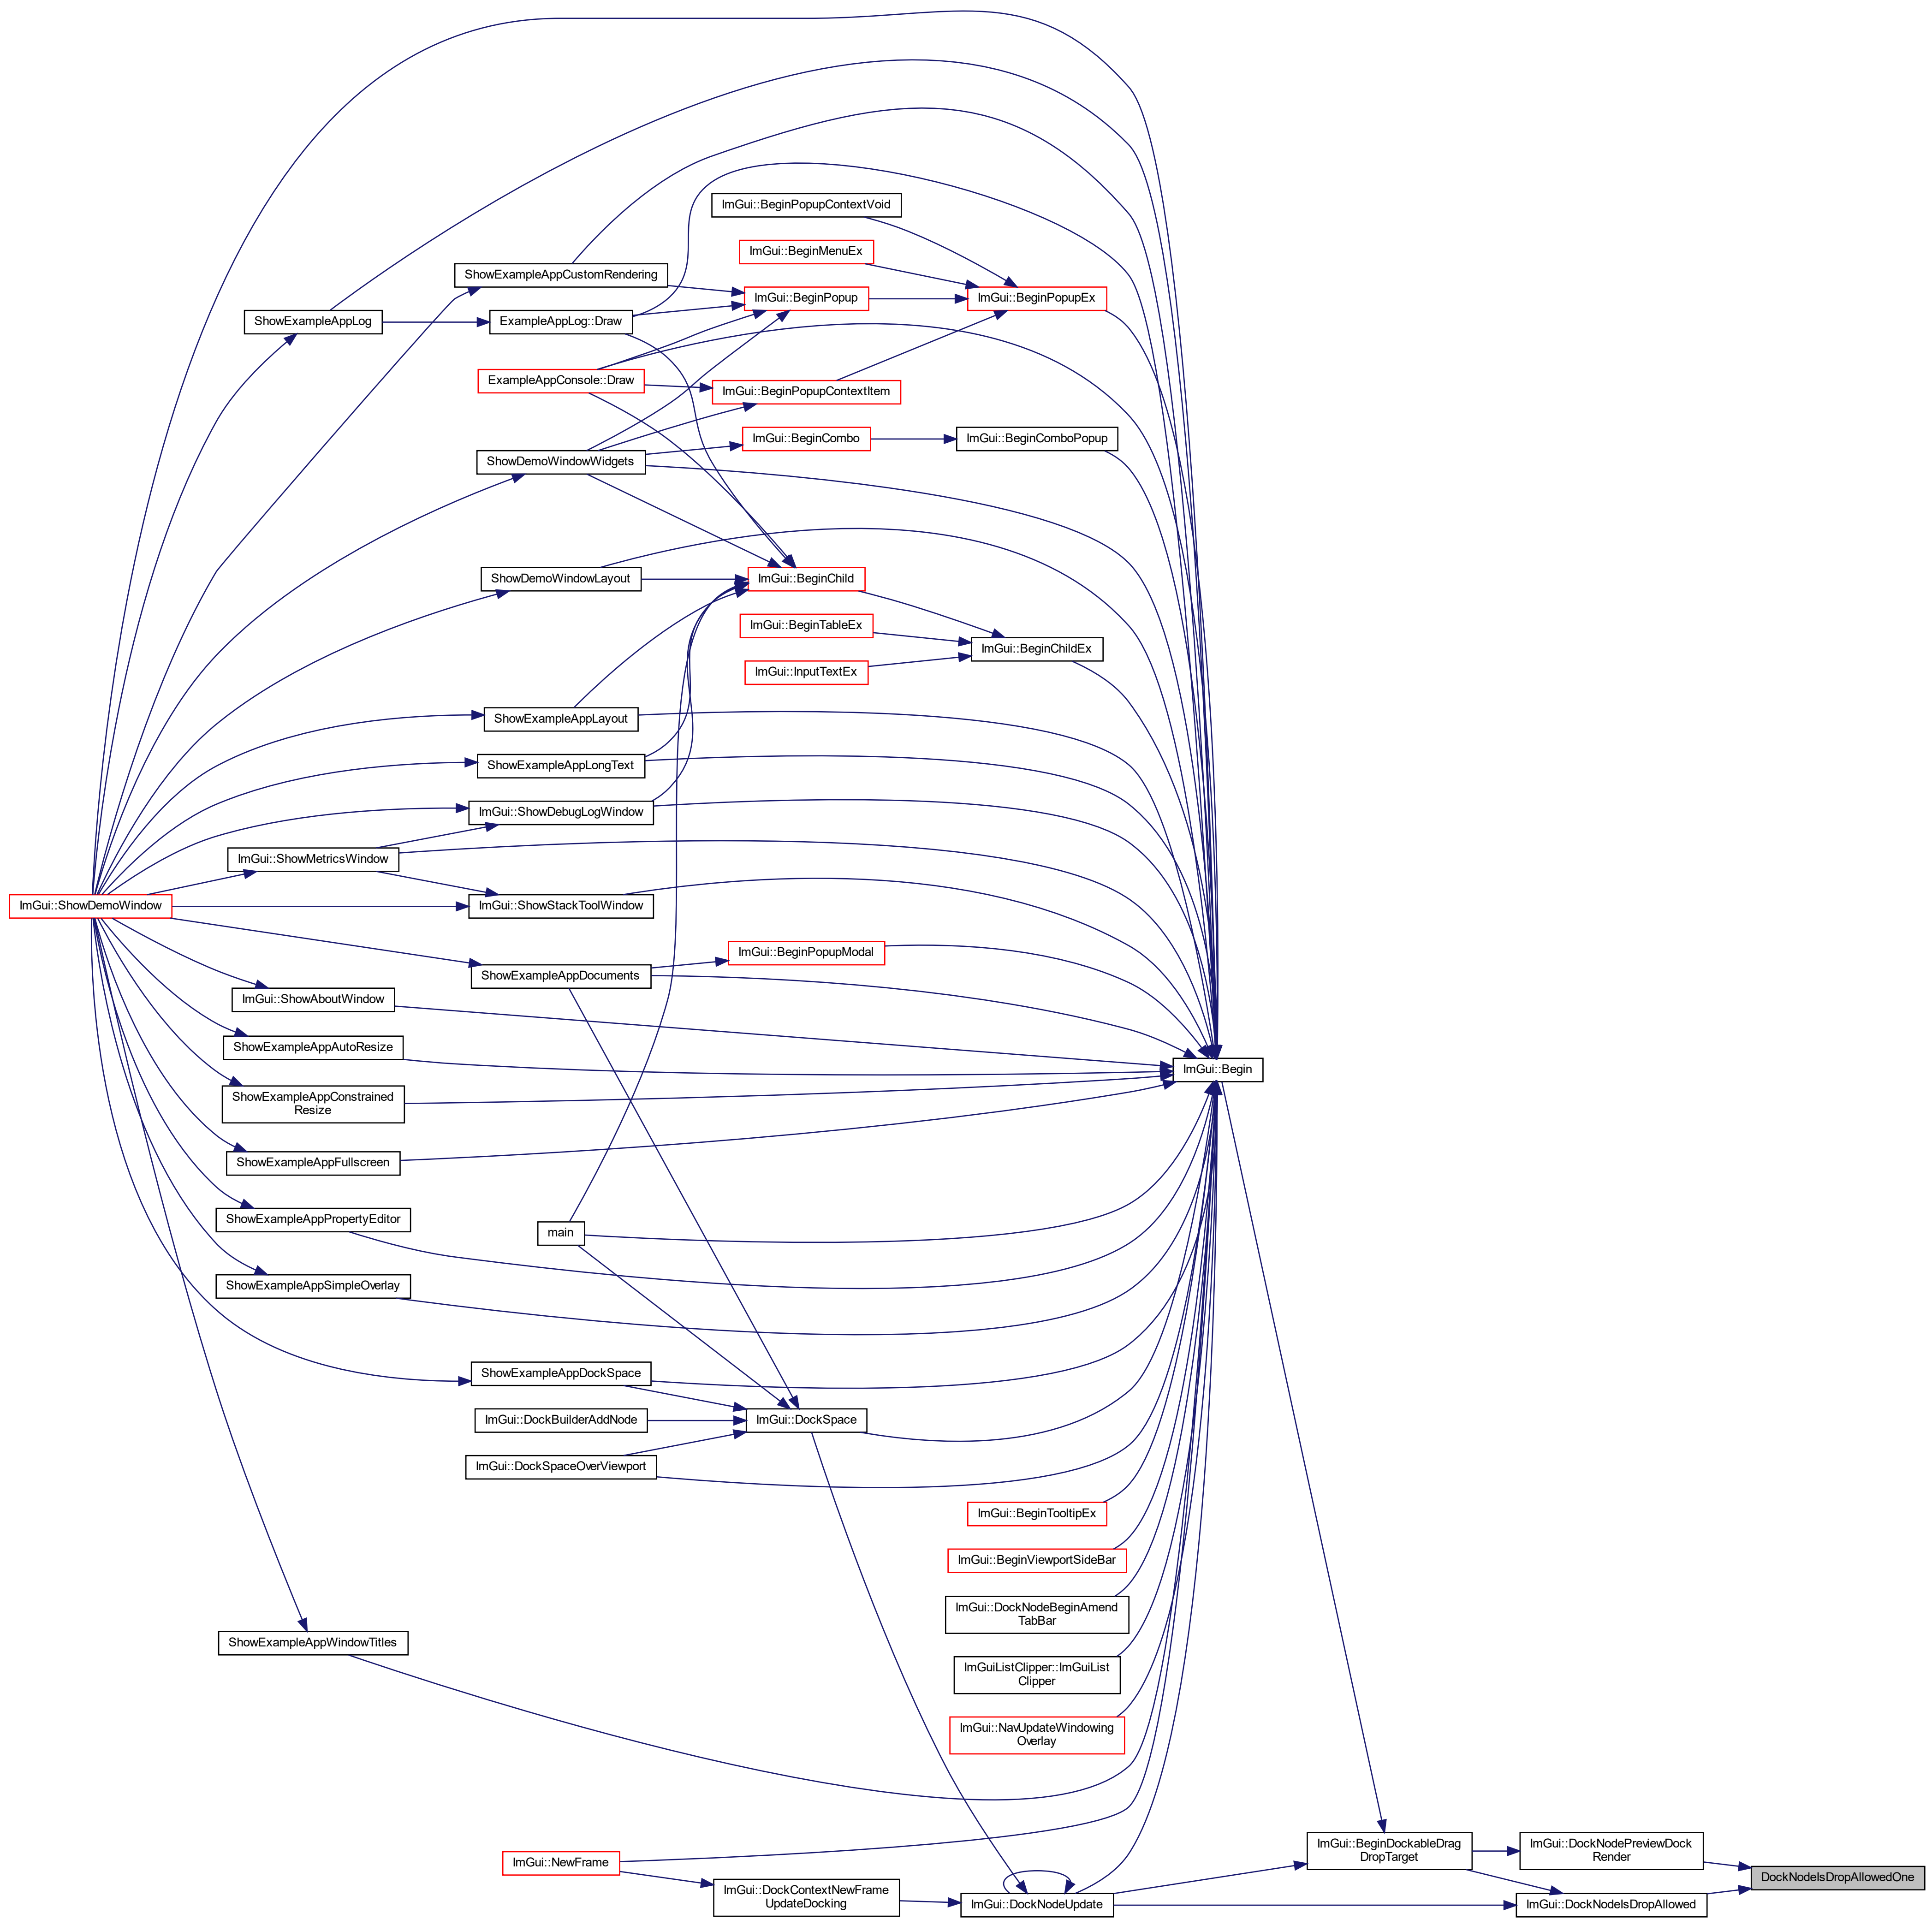 ImGui::BeginPopupContextVoid
ImGui::BeginMenuEx
ShowExampleAppCustomRendering
ImGui::BeginPopup
ImGui::BeginPopupEx
ShowExampleAppLog
ExampleAppLog::Draw
ExampleAppConsole::Draw
ImGui::BeginPopupContextItem
ShowDemoWindowWidgets
ImGui::BeginCombo
ImGui::BeginComboPopup
ShowDemoWindowLayout
ImGui::BeginChild
ImGui::BeginTableEx
ImGui::BeginChildEx
ImGui::InputTextEx
ShowExampleAppLayout
ShowExampleAppLongText
ImGui::ShowDebugLogWindow
ImGui::ShowMetricsWindow
ImGui::ShowDemoWindow
ImGui::ShowStackToolWindow
ImGui::BeginPopupModal
ShowExampleAppDocuments
ImGui::ShowAboutWindow
ShowExampleAppAutoResize
ImGui::Begin
ShowExampleAppConstrained
Resize
ShowExampleAppFullscreen
ShowExampleAppPropertyEditor
main
ShowExampleAppSimpleOverlay
ShowExampleAppDockSpace
ImGui::DockBuilderAddNode
ImGui::DockSpace
ImGui::DockSpaceOverViewport
ImGui::BeginTooltipEx
ImGui::BeginViewportSideBar
ImGui::DockNodeBeginAmend
TabBar
ShowExampleAppWindowTitles
ImGuiListClipper::ImGuiList
Clipper
ImGui::NavUpdateWindowing
Overlay
ImGui::NewFrame
ImGui::BeginDockableDrag
DropTarget
ImGui::DockNodePreviewDock
Render
DockNodeIsDropAllowedOne
ImGui::DockContextNewFrame
UpdateDocking
ImGui::DockNodeUpdate
ImGui::DockNodeIsDropAllowed